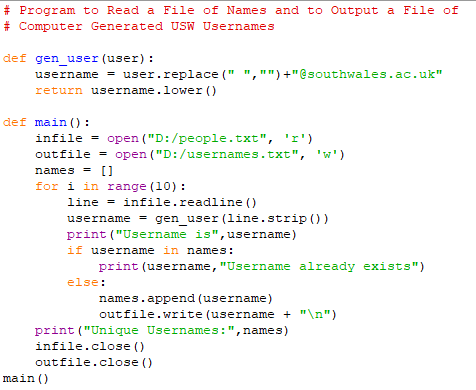 # Program to Read a File of Names and to Output a File of
# Computer Generated USW Usernames

def gen_user(user):
    username = user.replace(" ","")+"@southwales.ac.uk"
    return username.lower()

def main():
    infile = open("D:/people.txt", 'r')
    outfile = open("D:/usernames.txt", 'w')
    names = []
    for i in range(10):
        line = infile.readline()
        username = gen_user(line.strip())
        print("Username is",username)
        if username in names:
            print(username,"Username already exists")
        else:
            names.append(username)
            outfile.write(username + "\n")
    print("Unique Usernames:",names)
    infile.close()
    outfile.close()
main()